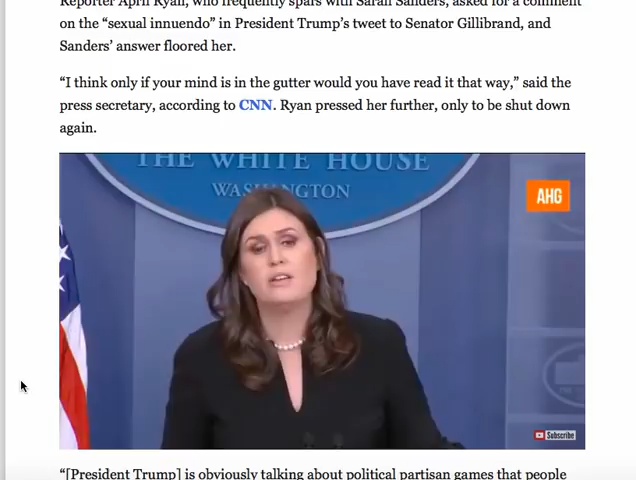 Reporter April Ryan, who frequently spars with Sarah Sanders, asked for a comment
on the “sexual innuendo” in President Trump’s tweet to Senator Gillibrand, and
Sanders’ answer floored her.
“I think only if your mind is in the gutter would you have read it that way,” said the
press secretary, according to CNN. Ryan pressed her further, only to be shut down
again.
THE WHITE HOUSE
WASHINGTON
AHG
Subscribe
“[President Trump] is obviously talking about political partisan games that people